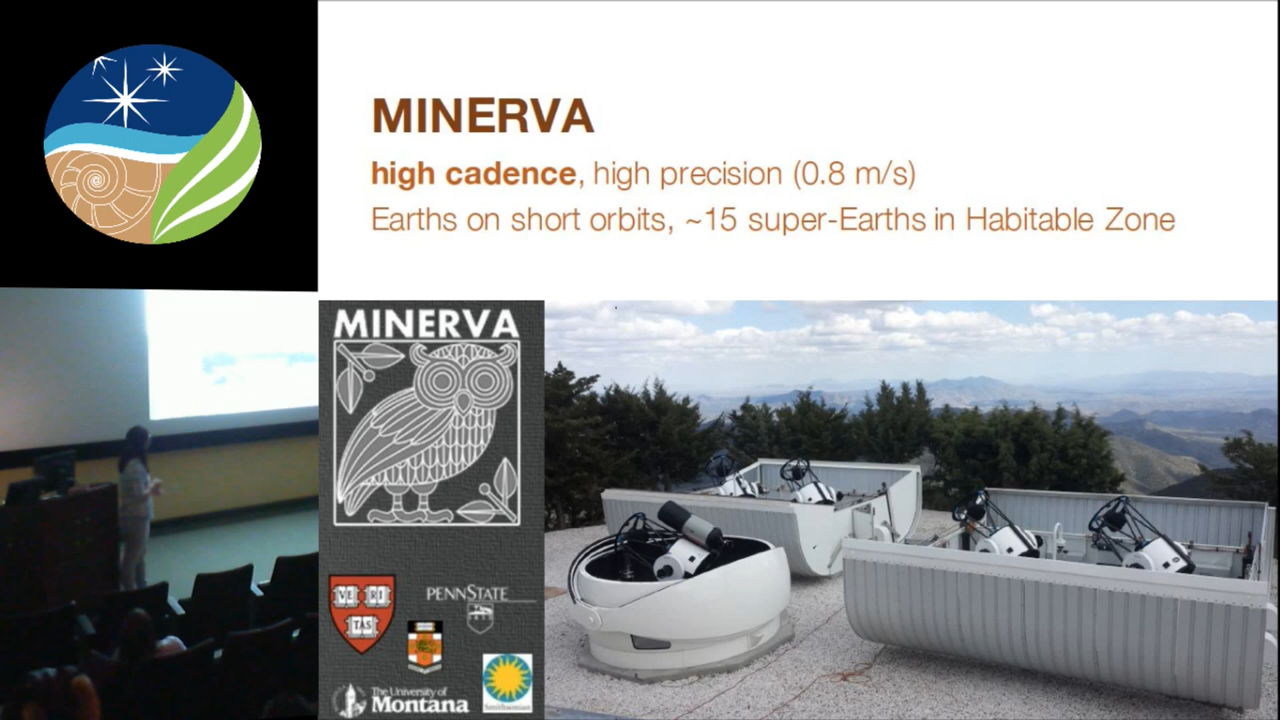 MINERVA
high cadence, high precision (0.8 m/s)
Earths on short orbits, ~15 super-Earths in Habitable Zone
MINERVA
VE RI
TAS
PENNSTATE
The University of
Montana
Smithsonian